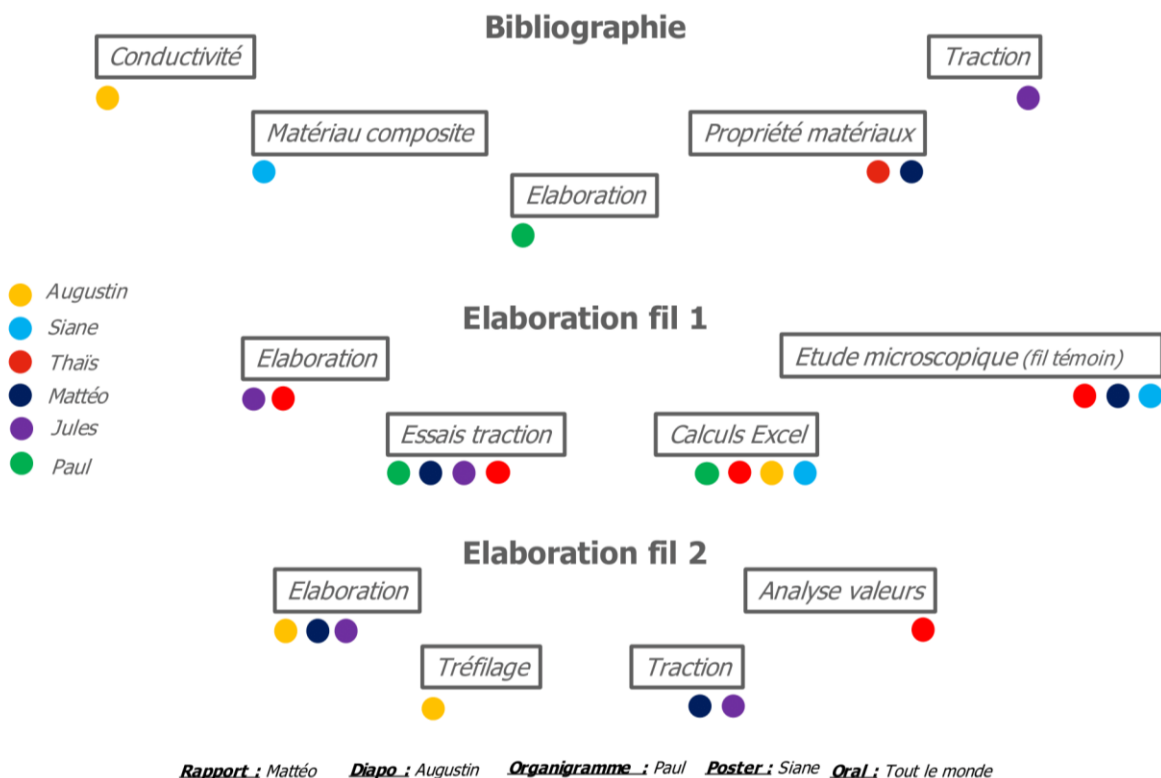 Bibliographie
Conductivité
Traction
Matériau composite
Propriété matériaux
Elaboration
Augustin
Siane
Thaïs
Mattéo
Jules
Paul
Elaboration fil 1
Elaboration
Etude microscopique (fil témoin)
Essais traction
Calculs Excel
Elaboration fil 2
Elaboration
Analyse valeurs
Tréfilage
Traction
Rapport : Mattéo Diapo : Augustin Organigramme : Paul Poster : Siane Oral : Tout le monde